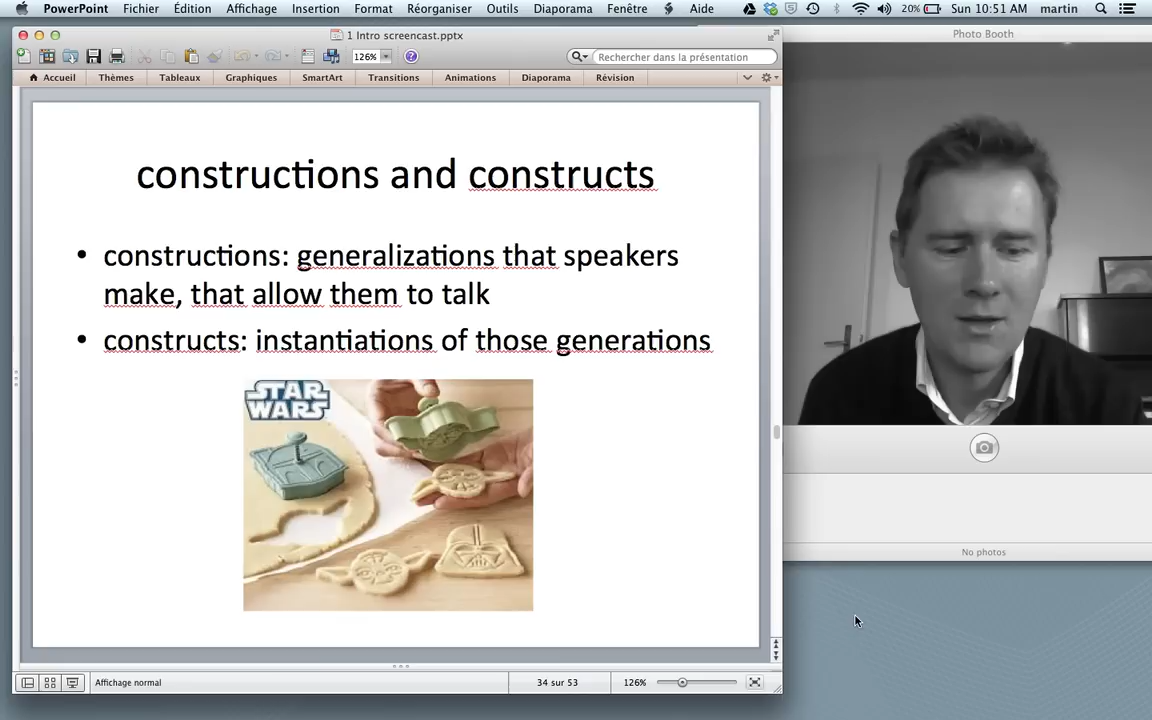 PowerPoint Fichier Édition Affichage Insertion Format Réorganiser Outils Diaporama Fenêtre Aide 20% Sun 10:51 AM martin
1 Intro screencast.pptx
Photo Booth
126%
Rechercher dans la présentation
Accueil Thèmes Tableaux Graphiques SmartArt Transitions Animations Diaporama Révision
constructions and constructs
• constructions: generalizations that speakers
make, that allow them to talk
• constructs: instantiations of those generations
STAR
WARS
No photos
Affichage normal 34 sur 53 126%